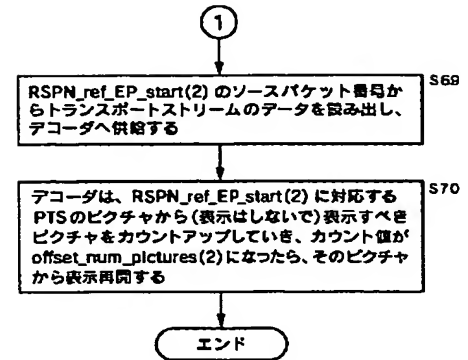 1
RSPN_ref_EP_start(2) のソースパケット番号か
らトランスポートストリームのデータを読み出し、
デコーダへ供給する
S69
デコーダは、RSPN_ref_EP_start(2) に対応する
PTSのピクチャから(表示はしないで)表示すべき
ピクチャをカウントアップしていき、カウント値が
offset_num_pictures(2)になったら、そのピクチャ
から表示再開する
S70
エンド